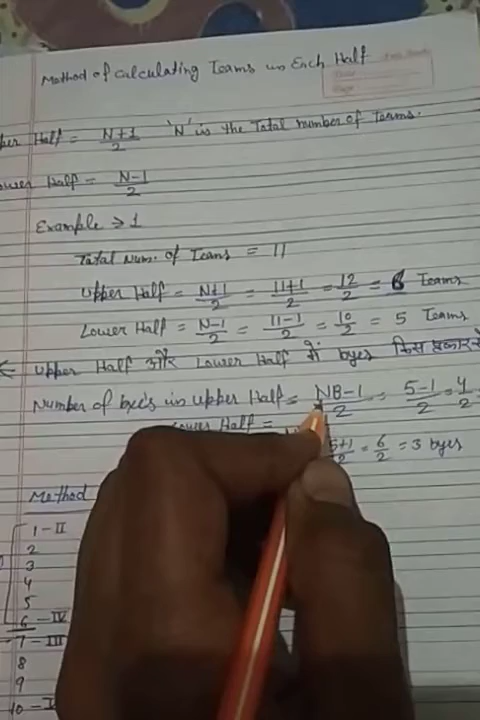 Method of Calculating Teams in Each Half
per Half = N+1/2 'N' is the Total number of Teams.
Lower Half = N-1/2
Example → 1
Total Num. of Teams = 11
Upper Half = N+1/2 = 11+1/2 = 12/2 = 6 Teams
Lower Half = N-1/2 = 11-1/2 = 10/2 = 5 Teams
← Upper Half और Lower Half में byes किस प्रकार से
Number of bye's in upper Half = NB-1/2 = 5-1/2 = 4/2 =
Lower Half =
5+1/2 = 6/2 = 3 byes
Method
1-II
2
3
4
5
6-IV
7-III
8
9
10-